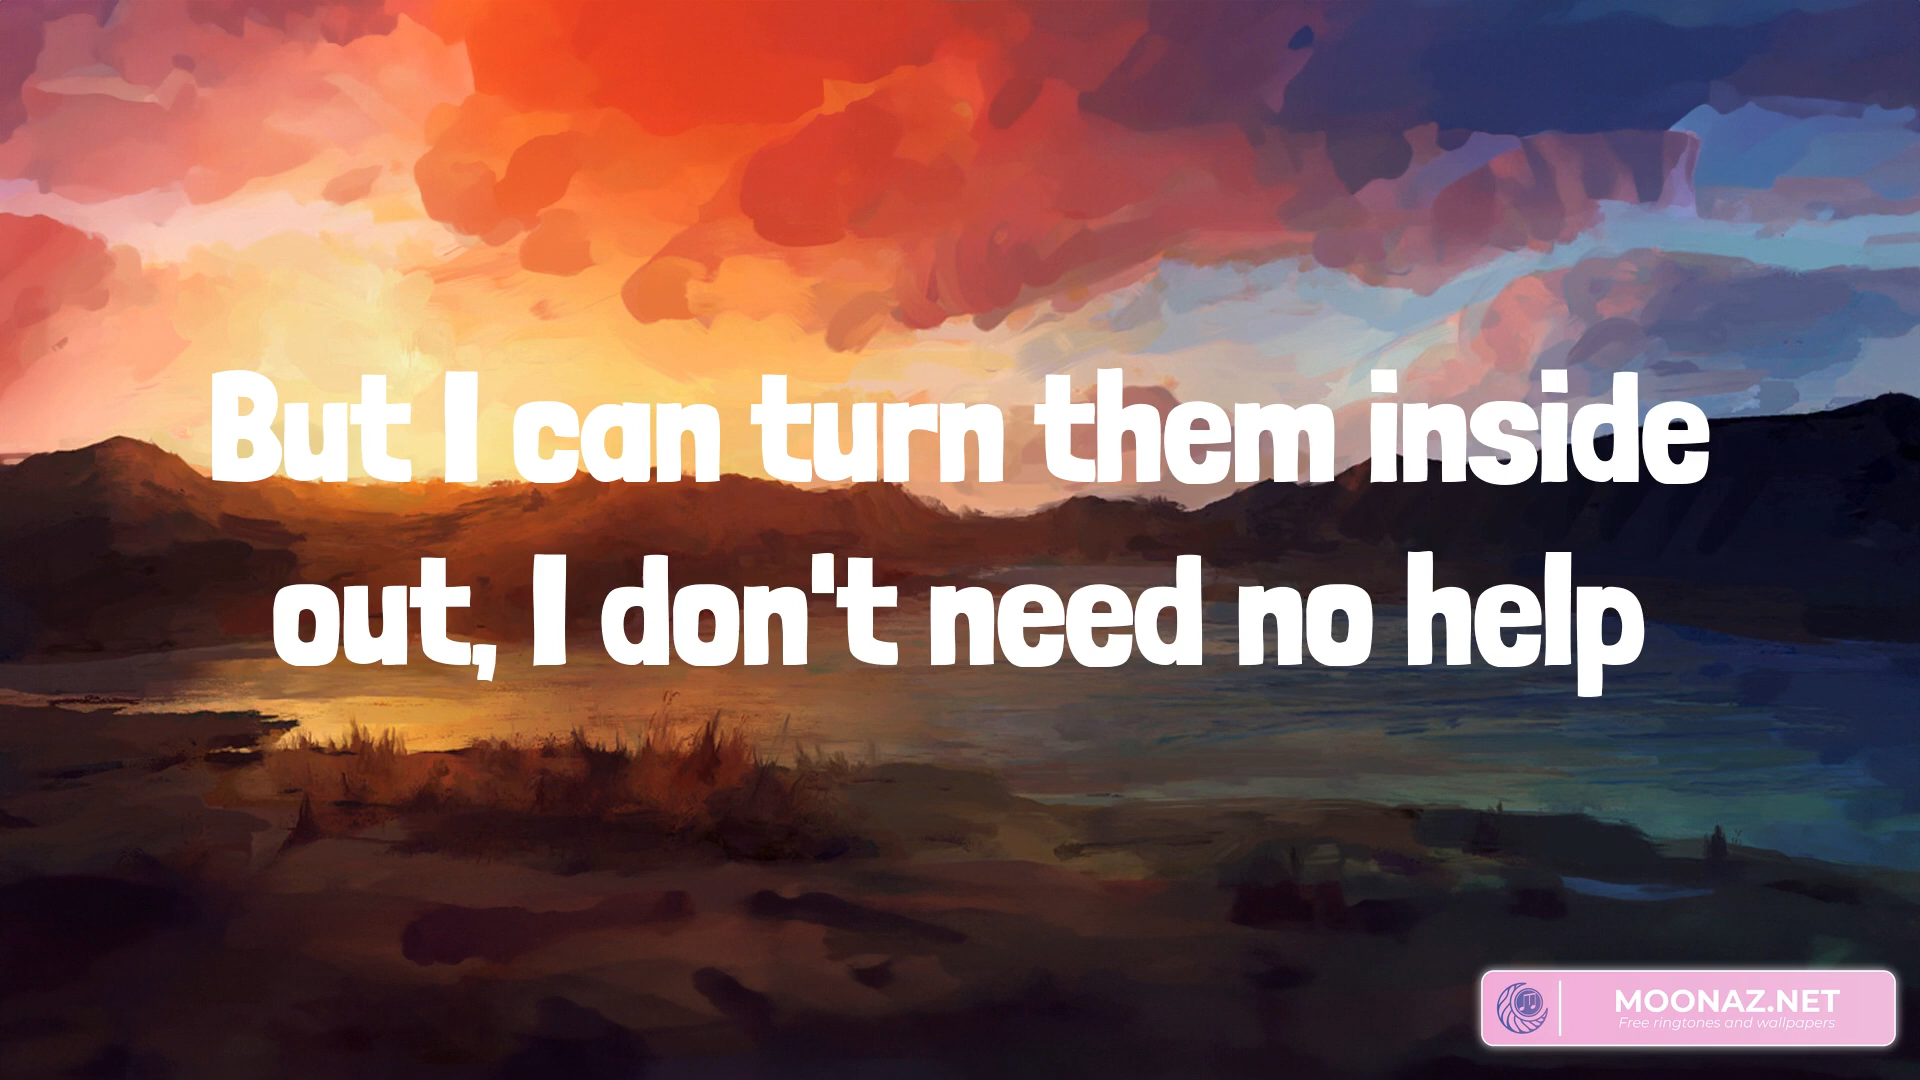 But I can turn them inside
out, I don't need no help
MOONAZ.NET
Free ringtones and wallpapers